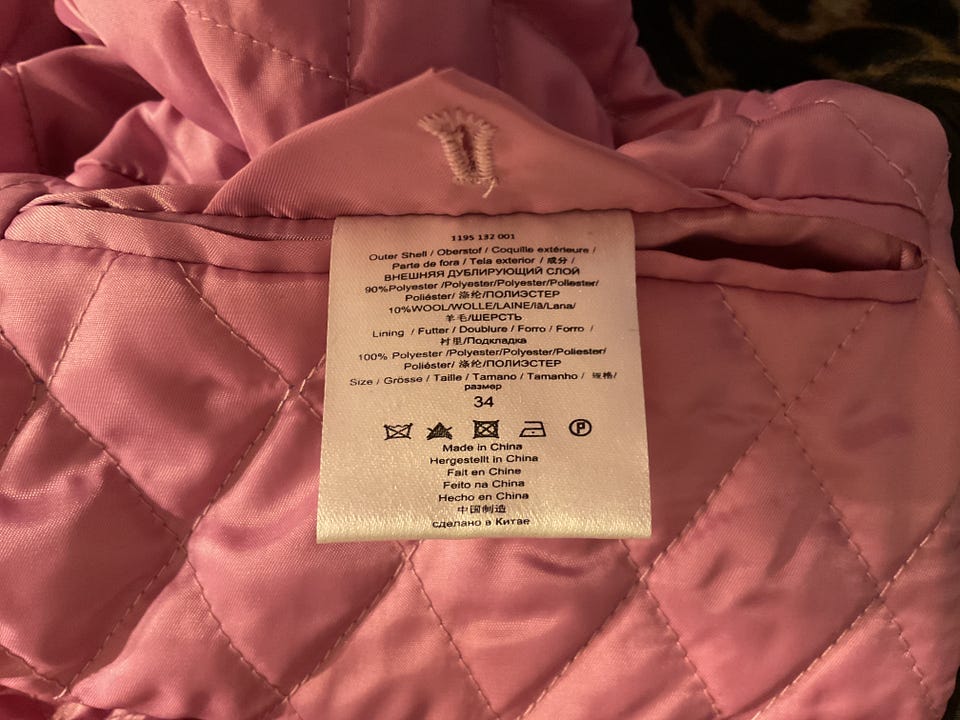 1195 132 001
Outer Shell / Oberstof / Coquille extérieure /
Parte de fora / Tela exterior / 成分 /
ВНЕШНЯЯ ДУБЛИРУЮЩИЙ СЛОЙ
90%Polyester /Polyester/Polyester/Poliester/
Poliéster/ 涤纶/ПОЛИЭСТЕР
10%WOOL/WOLLE/LAINE/lã/Lana/
羊毛/ШЕРСТЬ
Lining / Futter / Doublure / Forro / Forro /
衬里/Подкладка
100% Polyester /Polyester/Polyester/Poliester/
Poliéster/ 涤纶/ПОЛИЭСТЕР
Size / Grösse / Taille / Tamano / Tamanho / 规格/
размер
34
Made in China
Hergestellt in China
Fait en Chine
Feito na China
Hecho en China
中国制造
сделано в Китае